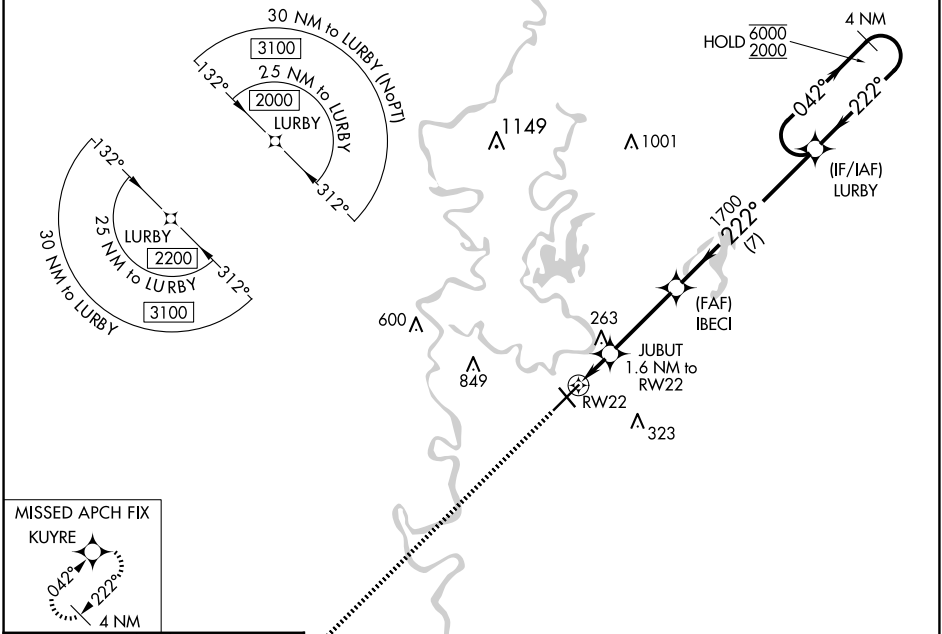 30 NM to LURBY (NoPT)
3100
25 NM to LURBY
2000
132°
LURBY
312°
132°
LURBY
2200
25 NM to LURBY
312°
3100
30 NM to LURBY
4 NM
HOLD 6000
2000
042°
222°
(IF/IAF)
LURBY
1149
1001
1700
222°
(7)
(FAF)
IBECI
600
263
849
JUBUT
1.6 NM to
RW22
RW22
323
MISSED APCH FIX
KUYRE
042°
222°
4 NM